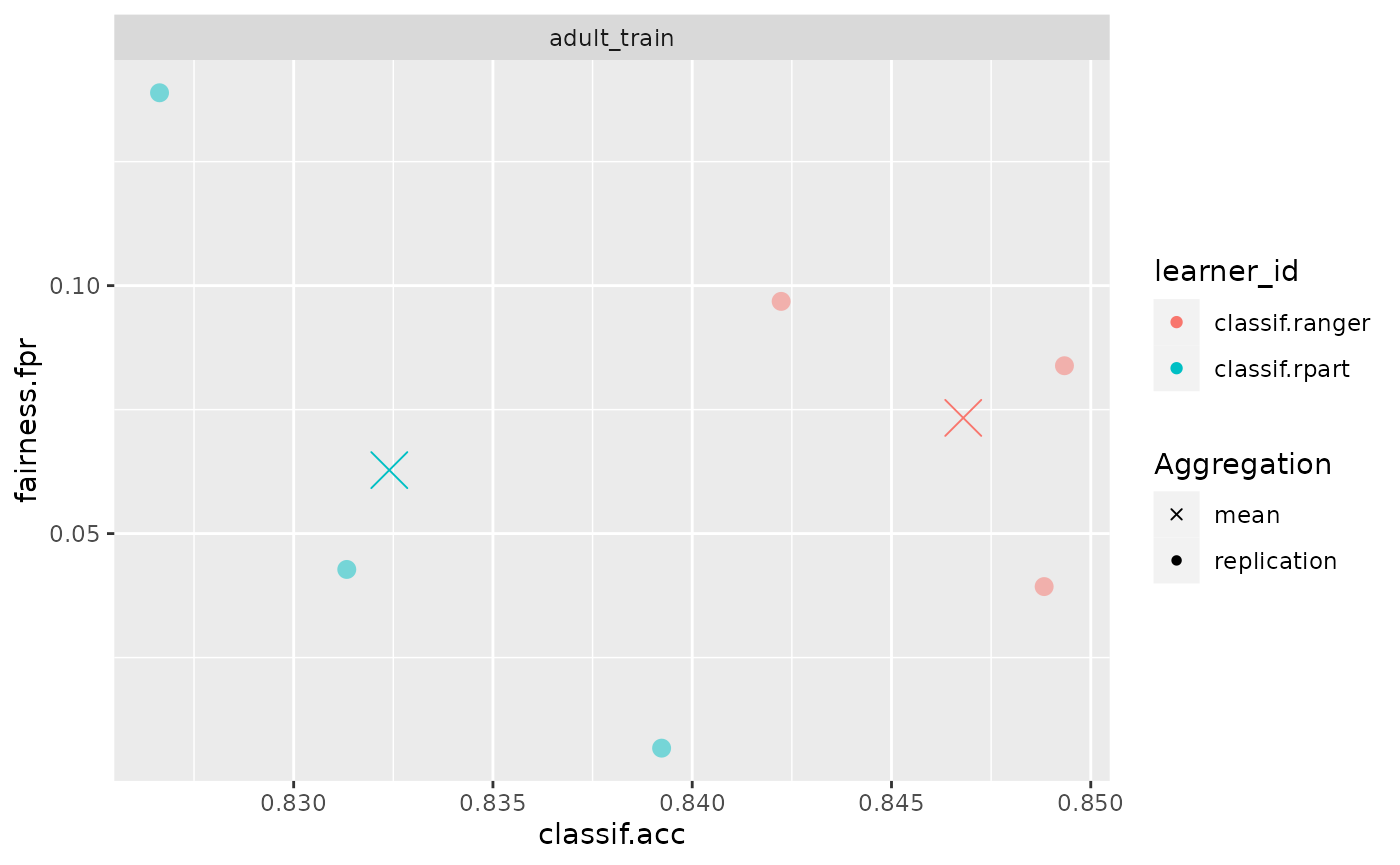 adult_train
fairness.fpr
0.10
0.05
0.830
0.835
0.840
0.845
0.850
classif.acc
learner_id
classif.ranger
classif.rpart
Aggregation
mean
replication